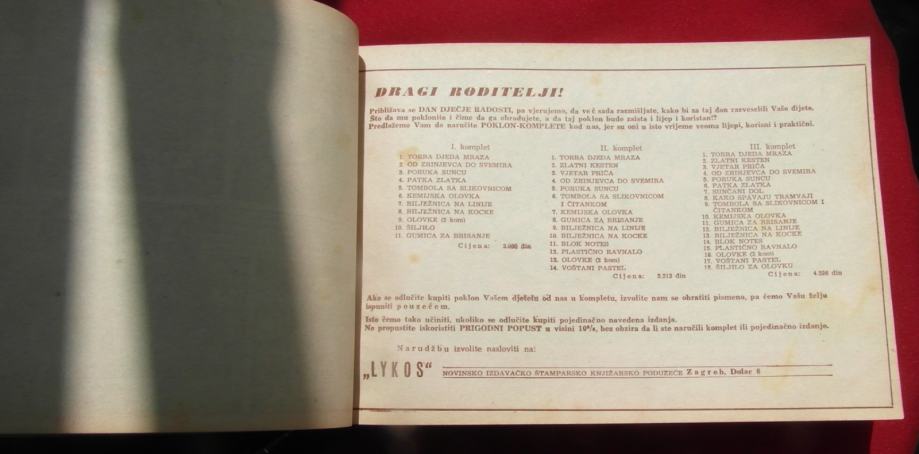 DRAGI RODITELJI!
Približava se DAN DJEČJE RADOSTI, pa vjerujemo, da već sada razmišljate, kako bi za taj dan razveselili Vaše dijete.
Što da mu poklonite i čime da ga obradujete, a da taj poklon bude zaista i lijep i koristan!?
Predlažemo Vam da naručite POKLON-KOMPLETE kod nas, jer su oni u isto vrijeme veoma lijepi, korisni i praktični.
I. komplet
1. TORBA DJEDA MRAZA
2. OD ZRINJEVCA DO SVEMIRA
3. PORUKA SUNCU
4. PATKA ZLATKA
5. TOMBOLA SA SLIKOVNICOM
6. KEMIJSKA OLOVKA
7. BILJEŽNICA NA LINIJE
8. BILJEŽNICA NA KOCKE
9. OLOVKE (2 kom)
10. ŠILJILO
11. GUMICA ZA BRISANJE
Cijena: din
II. komplet
1. TORBA DJEDA MRAZA
2. ZLATNI KESTEN
3. VJETAR PRIČA
4. OD ZRINJEVCA DO SVEMIRA
5. PORUKA SUNCU
6. TOMBOLA SA SLIKOVNICOM
I ČITANKOM
7. KEMIJSKA OLOVKA
8. GUMICA ZA BRISANJE
9. BILJEŽNICA NA LINIJE
10. BILJEŽNICA NA KOCKE
11. BLOK NOTES
12. PLASTIČNO RAVNALO
13. OLOVKE (2 kom)
14. VOŠTANI PASTEL
Cijena: 3.213 din
III. komplet
1. TORBA DJEDA MRAZA
2. ZLATNI KESTEN
3. VJETAR PRIČA
4. OD ZRINJEVCA DO SVEMIRA
5. PORUKA SUNCU
6. PATKA ZLATKA
7. SUNČANI DOL
8. KAKO SPAVAJU TRAMVAJI
9. TOMBOLA SA SLIKOVNICOM I
ČITANKOM
10. KEMIJSKA OLOVKA
11. GUMICA ZA BRISANJE
12. BILJEŽNICA NA LINIJE
13. BILJEŽNICA NA KOCKE
14. BLOK NOTES
15. PLASTIČNO RAVNALO
16. OLOVKE (2 kom)
17. VOŠTANI PASTEL
18. ŠILJILO ZA OLOVKU
Cijena: din
Ako se odlučite kupiti poklon Vašem djetetu od nas u kompletu, izvolite nam se obratiti pismeno, pa ćemo Vašu želju
ispuniti pouzećem.
Isto ćemo tako učiniti, ukoliko se odlučite kupiti pojedinačno navedena izdanja.
Ne propustite iskoristiti PRIGODNI POPUST u visini 10%, bez obzira da li ste naručili komplet ili pojedinačno izdanje.
Narudžbu izvolite nasloviti na:
„LYKOS“ NOVINSKO IZDAVAČKO ŠTAMPARSKO KNJIŽARSKO PODUZEĆE Zagreb, Dolac 8